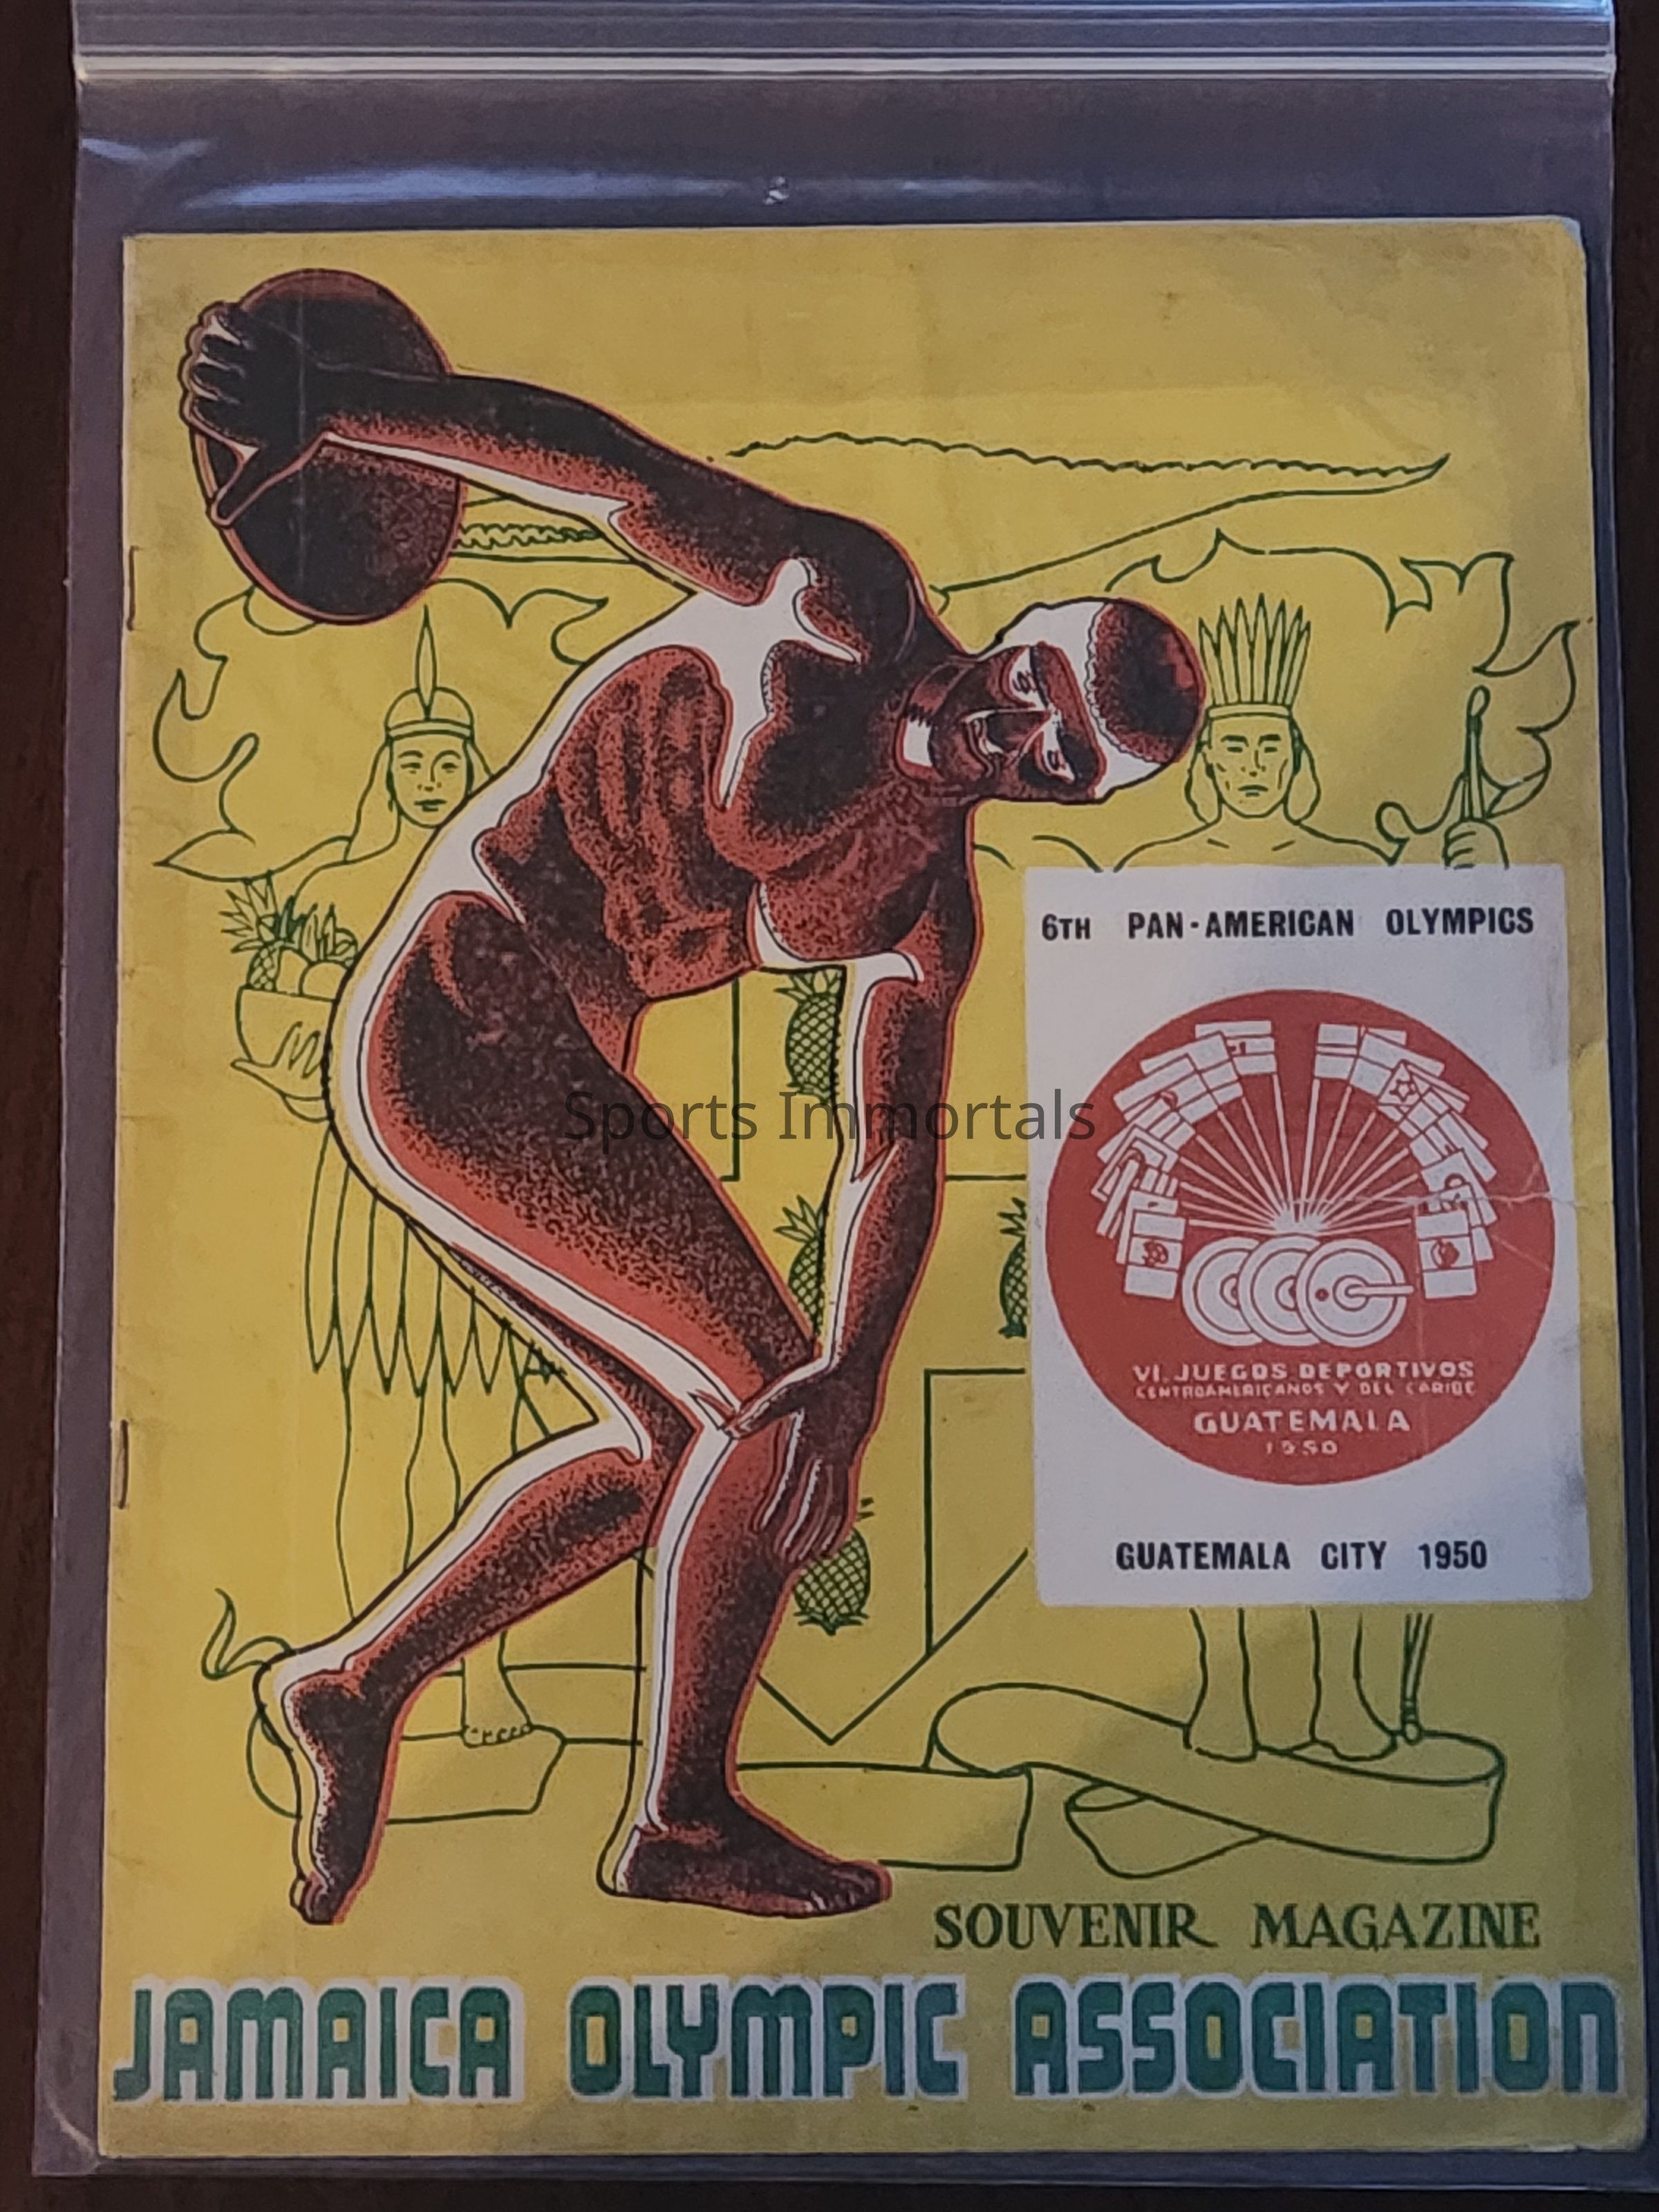 6TH PAN-AMERICAN OLYMPICS
Sports Immortals
VI. JUEGOS DEPORTIVOS
CENTROAMERICANOS Y DEL CARIBE
GUATEMALA
1950
GUATEMALA CITY 1950
SOUVENIR MAGAZINE
JAMAICA OLYMPIC ASSOCIATION